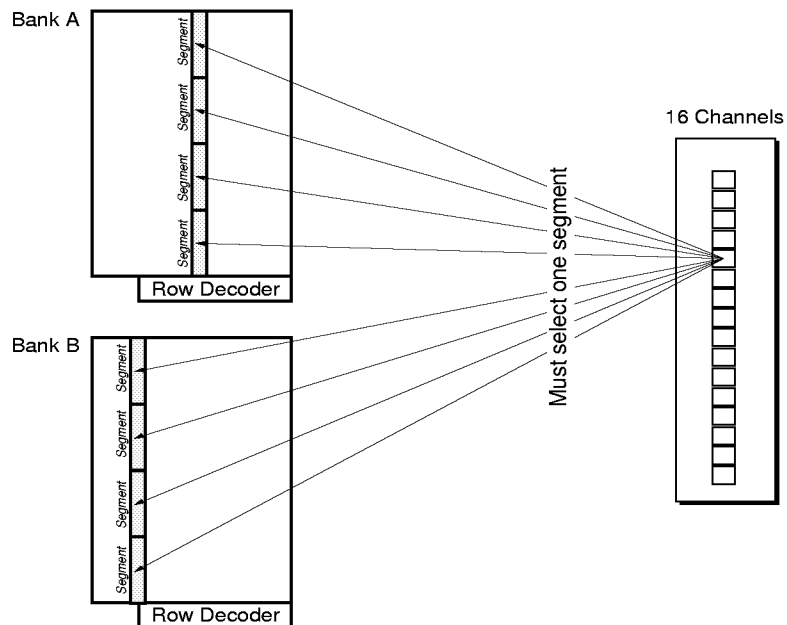 Bank A
Segment
Segment
Segment
Segment
Row Decoder
16 Channels
Must select one segment
Bank B
Segment
Segment
Segment
Segment
Row Decoder